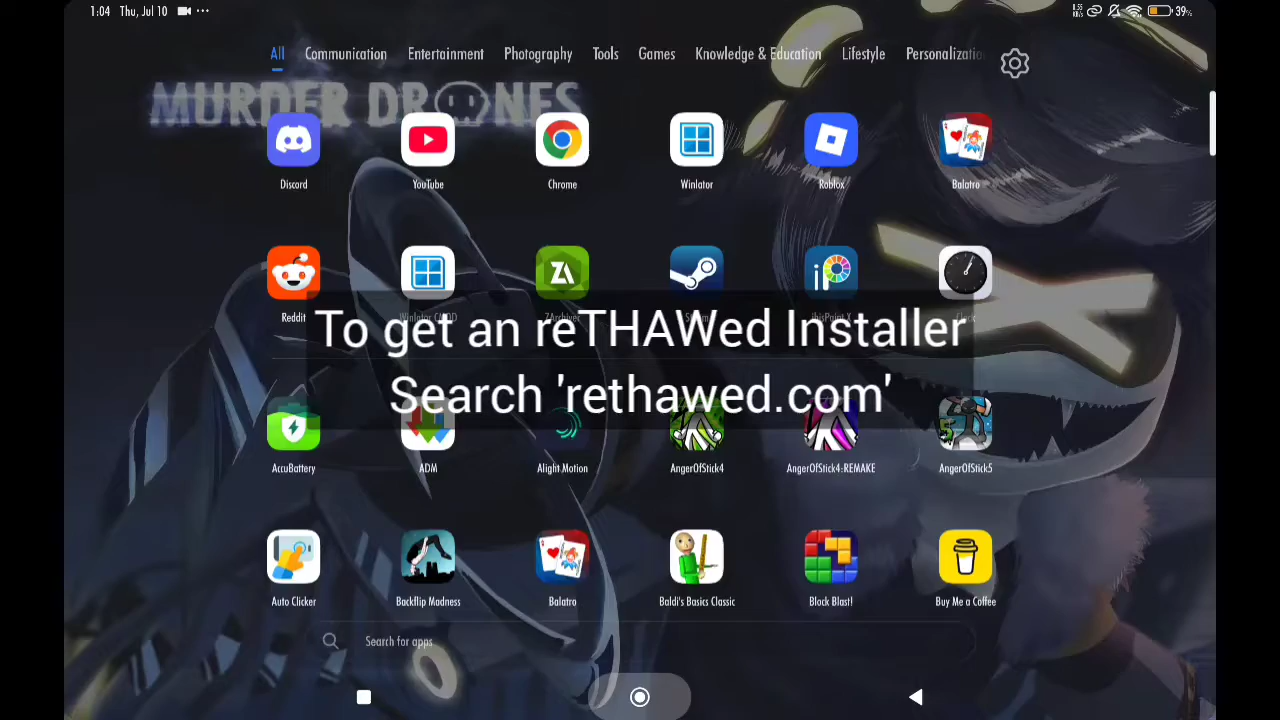 1:04 Thu, Jul 10 ···
39%
All Communication Entertainment Photography Tools Games Knowledge & Education Lifestyle Personalizatio
MURDER DRONES
Discord YouTube Chrome Winlator Roblox Balatro
Reddit Winlator CMOD ZArchiver Steam ibisPaint X Clock
To get an reTHAWed Installer
Search 'rethawed.com'
AccuBattery ADM Alight Motion AngerOfStick4 AngerOfStick4:REMAKE AngerOfStick5
Auto Clicker Backflip Madness Balatro Baldi's Basics Classic Block Blast! Buy Me a Coffee
Search for apps